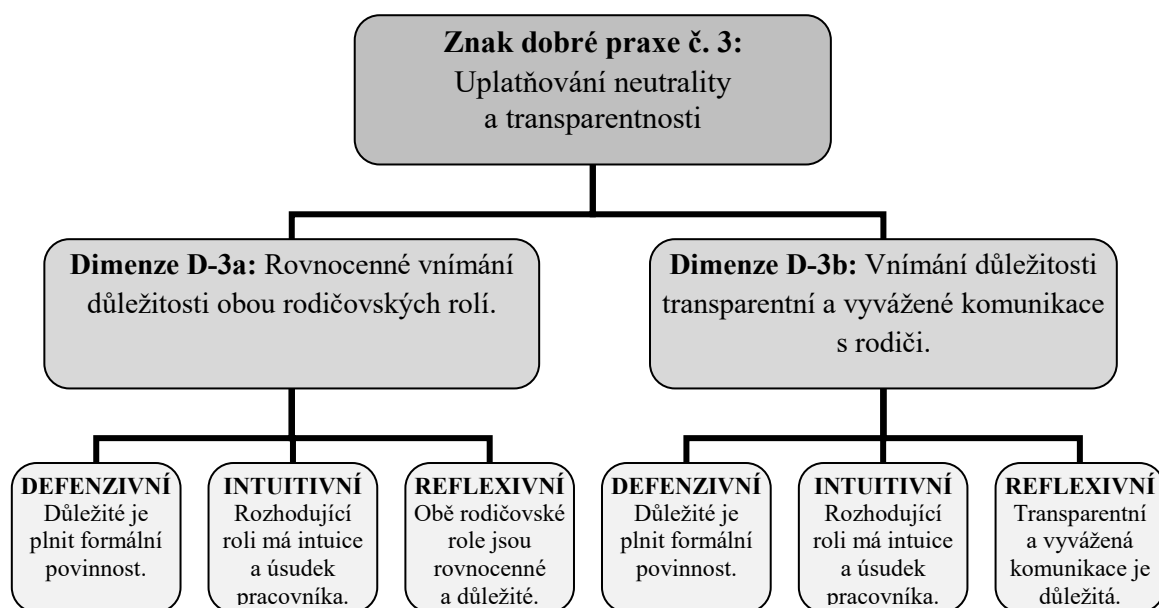 Znak dobré praxe č. 3:
Uplatňování neutrality
a transparentnosti
Dimenze D-3a: Rovnocenné vnímání
důležitosti obou rodičovských rolí.
Dimenze D-3b: Vnímání důležitosti
transparentní a vyvážené komunikace
s rodiči.
DEFENZIVNÍ
Důležité je
plnit formální
povinnost.
INTUITIVNÍ
Rozhodující
roli má intuice
a úsudek
pracovníka.
REFLEXIVNÍ
Obě rodičovské
role jsou
rovnocenné
a důležité.
DEFENZIVNÍ
Důležité je
plnit formální
povinnost.
INTUITIVNÍ
Rozhodující
roli má intuice
a úsudek
pracovníka.
REFLEXIVNÍ
Transparentní
a vyvážená
komunikace je
důležitá.